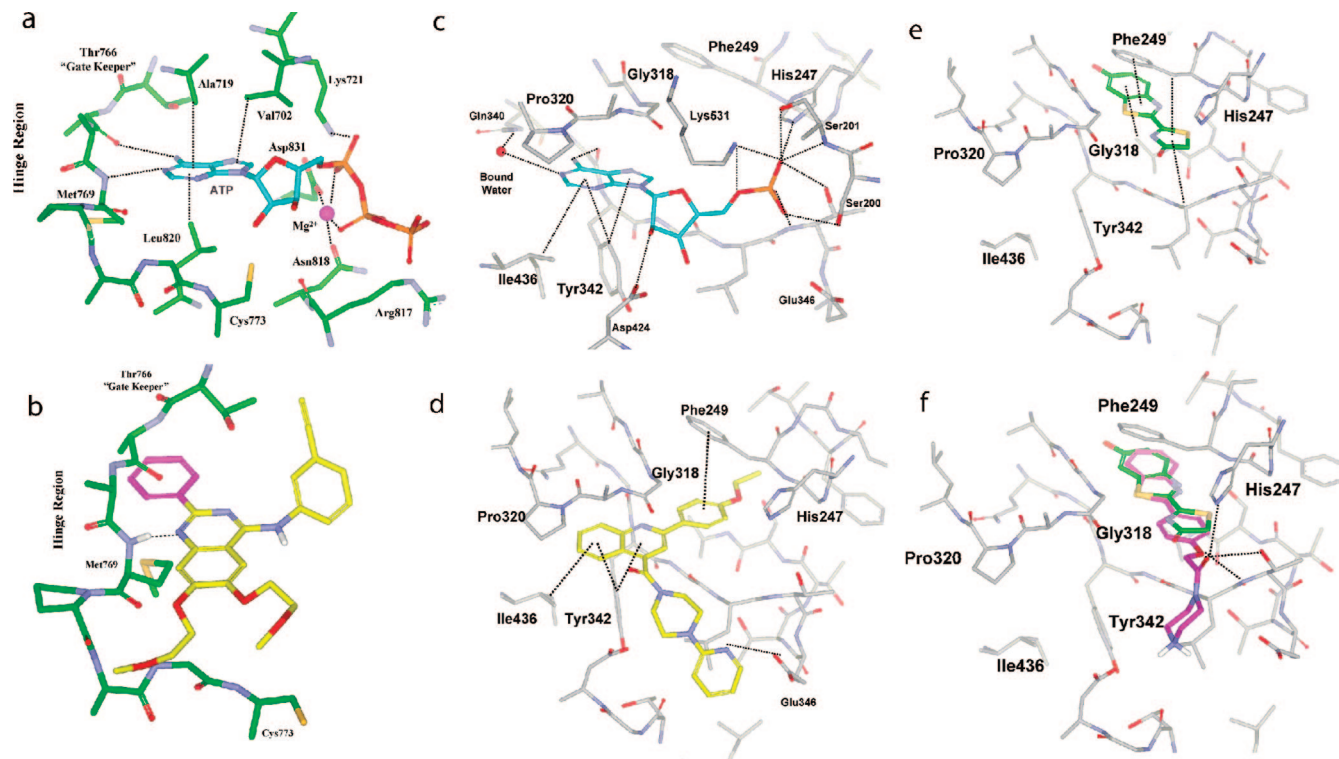 a
Thr766
"Gate Keeper"
Ala719
Lys721
Val702
Hinge Region
Asp831
ATP
Met769
Mg2+
Leu820
Asn818
Cys773
Arg817
b
Thr766
"Gate Keeper"
Hinge Region
Met769
Cys773
c
Phe249
Gly318
His247
Pro320
Gln340
Lys631
Ser201
Bound
Water
Ser200
Ile436
Tyr342
Glu346
Asp424
d
Phe249
Gly318
Pro320
His247
Ile436
Tyr342
Glu346
e
Phe249
His247
Pro320
Gly318
Tyr342
Ile436
f
Phe249
His247
Gly318
Pro320
Tyr342
Ile436